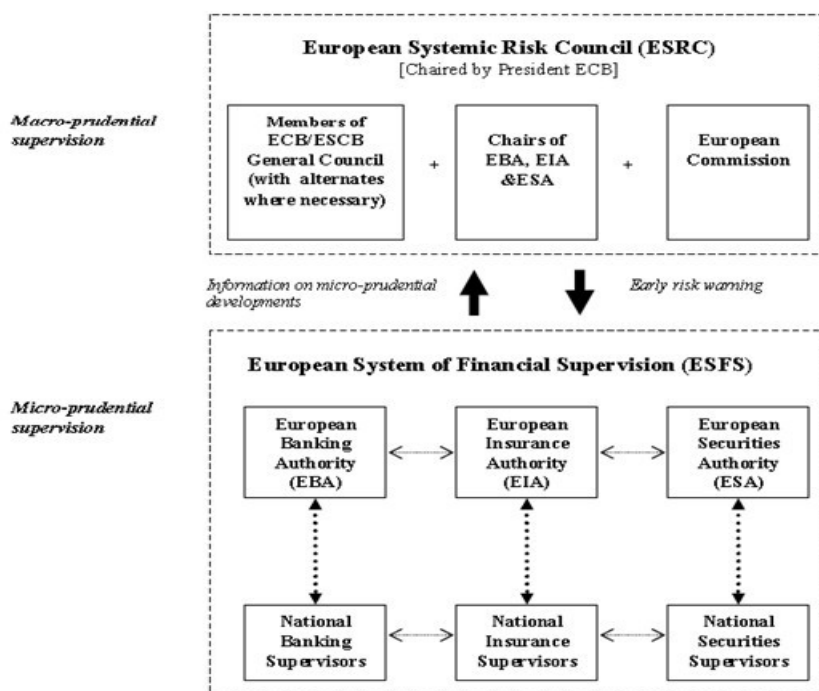 European Systemic Risk Council (ESRC)
[Chaired by President ECB]
Macro-prudential
supervision
Members of
ECB/ESCB
General Council
(with alternates
where necessary)
+
Chairs of
EBA, EIA
&ESA
+
European
Commission
Information on micro-prudential
developments
Early risk warning
European System of Financial Supervision (ESFS)
Micro-prudential
supervision
European
Banking
Authority
(EBA)
European
Insurance
Authority
(EIA)
European
Securities
Authority
(ESA)
National
Banking
Supervisors
National
Insurance
Supervisors
National
Securities
Supervisors